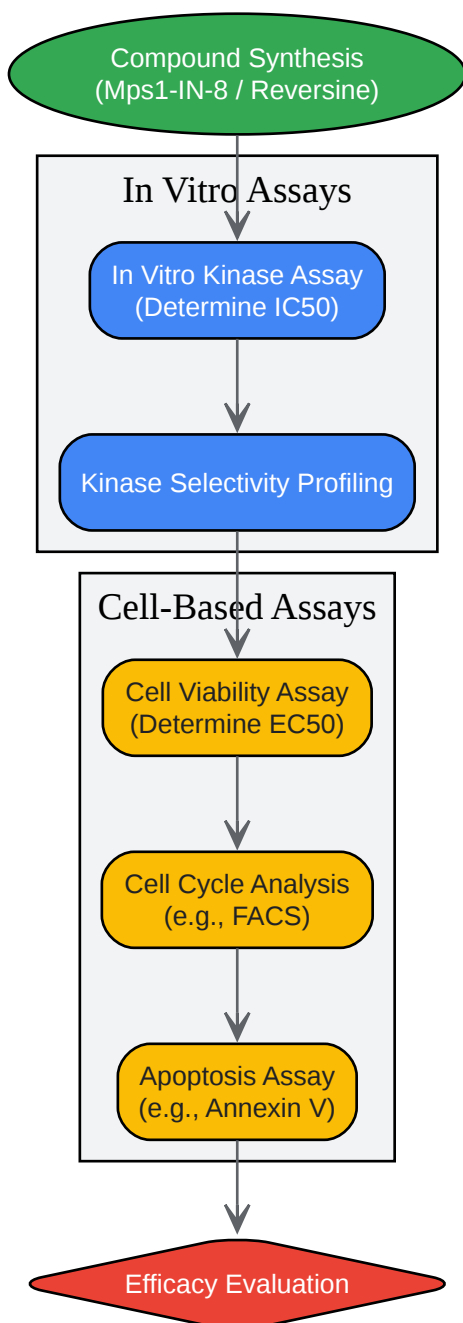 Compound Synthesis
(Mps1-IN-8 / Reversine)
In Vitro Assays
In Vitro Kinase Assay
(Determine IC50)
Kinase Selectivity Profiling
Cell-Based Assays
Cell Viability Assay
(Determine EC50)
Cell Cycle Analysis
(e.g., FACS)
Apoptosis Assay
(e.g., Annexin V)
Efficacy Evaluation